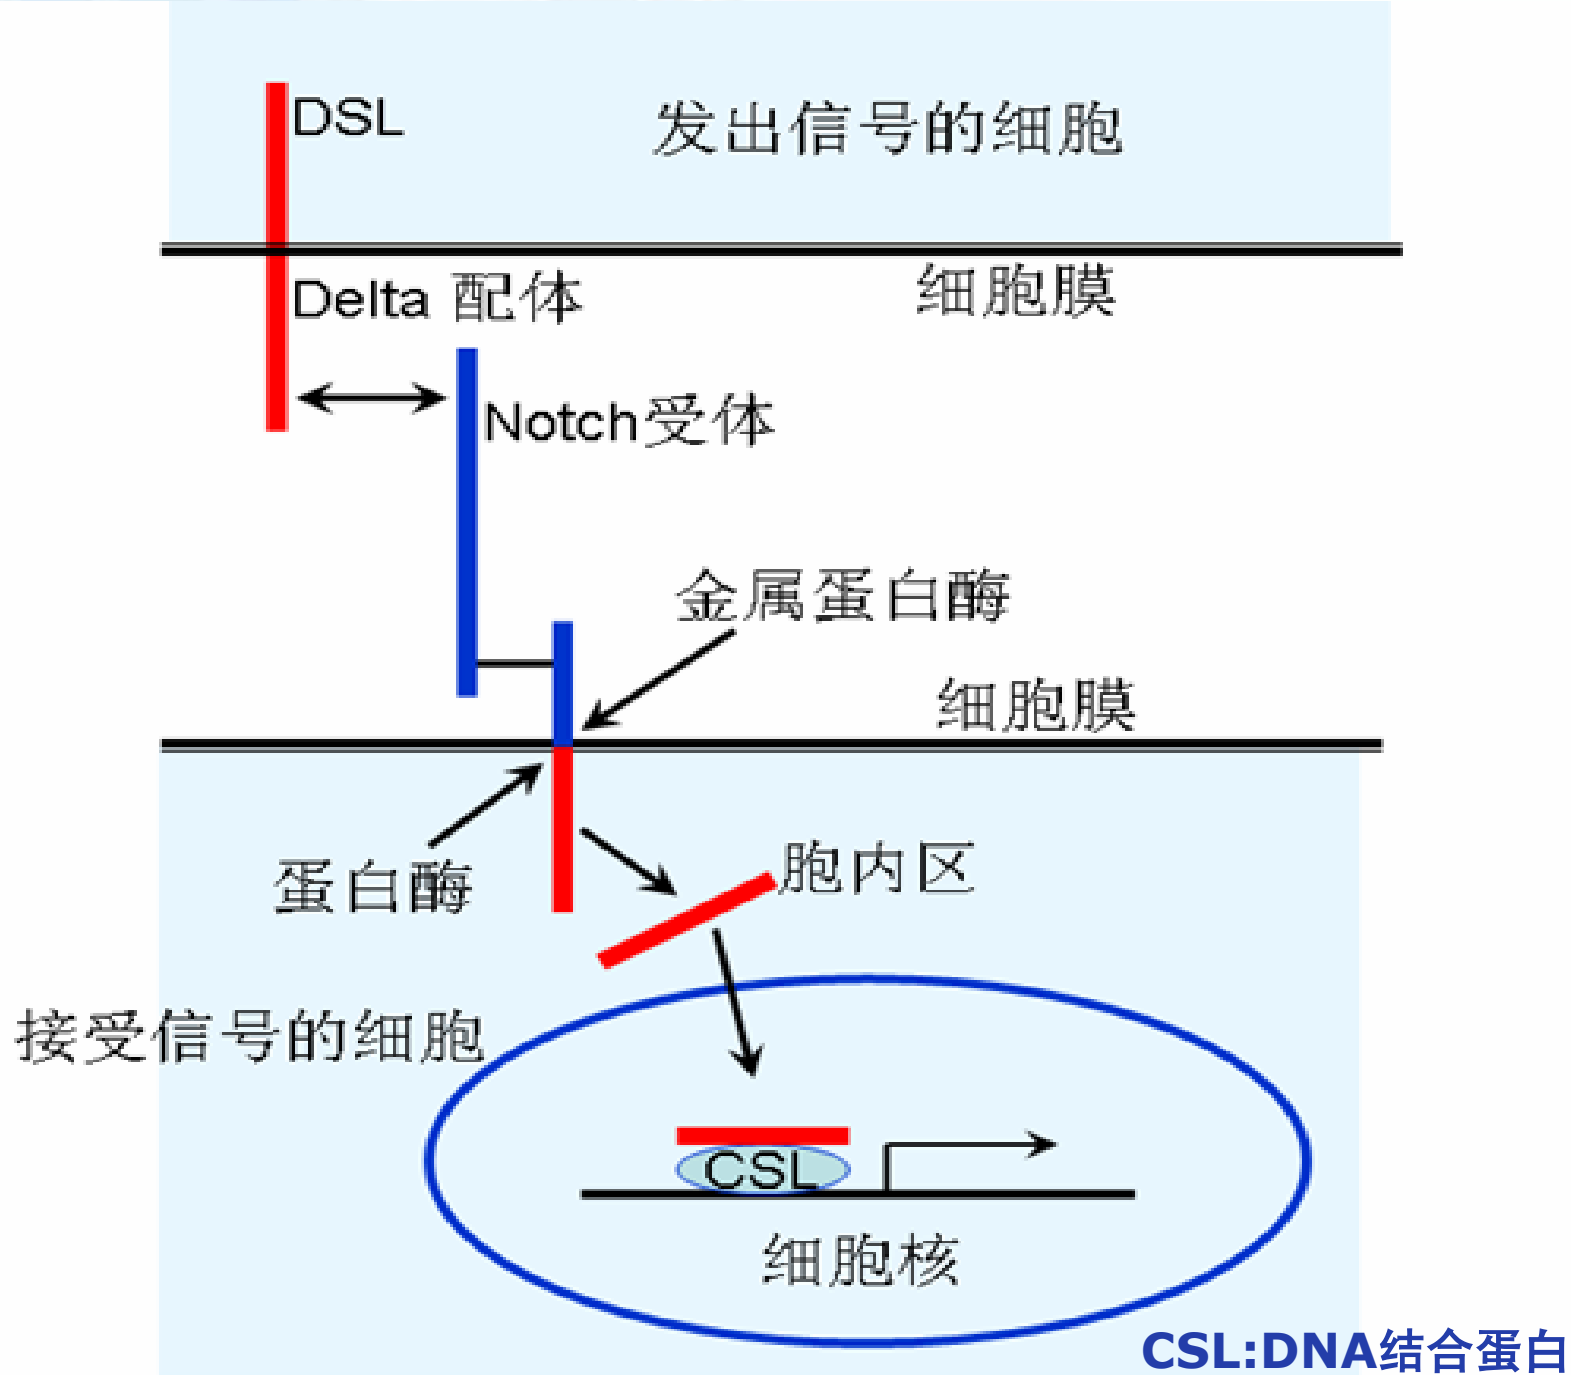 DSL
发出信号的细胞
细胞膜
Delta 配体
Notch受体
金属蛋白酶
细胞膜
蛋白酶
胞内区
接受信号的细胞
CSL
细胞核
CSL:DNA结合蛋白